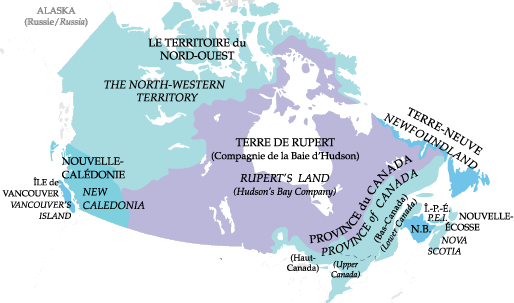 ALASKA
(Russie/Russia)
LE TERRITOIRE du
NORD-OUEST
THE NORTH-WESTERN
TERRITORY
TERRE-NEUVE
NEWFOUNDLAND
TERRE DE RUPERT
(Compagnie de la Baie d'Hudson)
RUPERT'S LAND
(Hudson's Bay Company)
NOUVELLE-
CALÉDONIE
NEW
CALEDONIA
ÎLE de
VANCOUVER
VANCOUVER'S
ISLAND
PROVINCE du CANADA
PROVINCE of CANADA
(Bas-Canada)
(Lower Canada)
(Haut-
Canada)
(Upper
Canada)
Î.-P.-É.
P.E.I.
N.B.
NOUVELLE-
ÉCOSSE
NOVA
SCOTIA